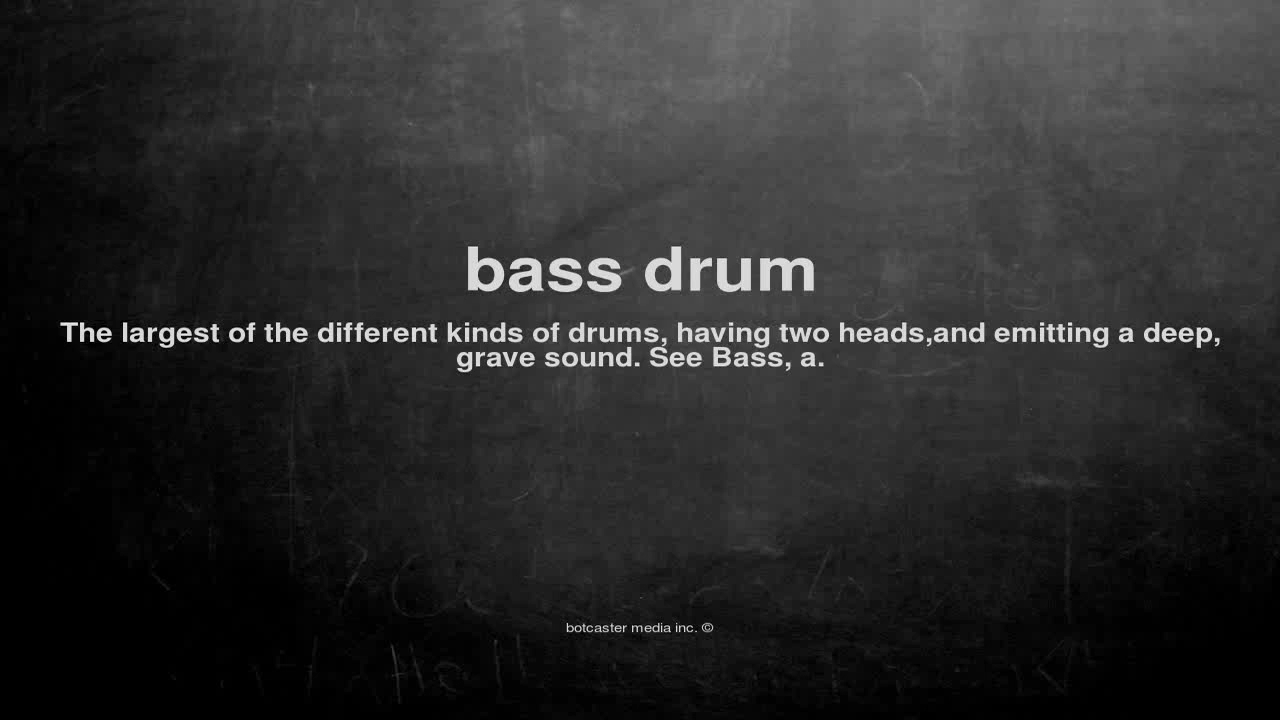 bass drum
The largest of the different kinds of drums, having two heads,and emitting a deep,
grave sound. See Bass, a.
botcaster media inc. ©